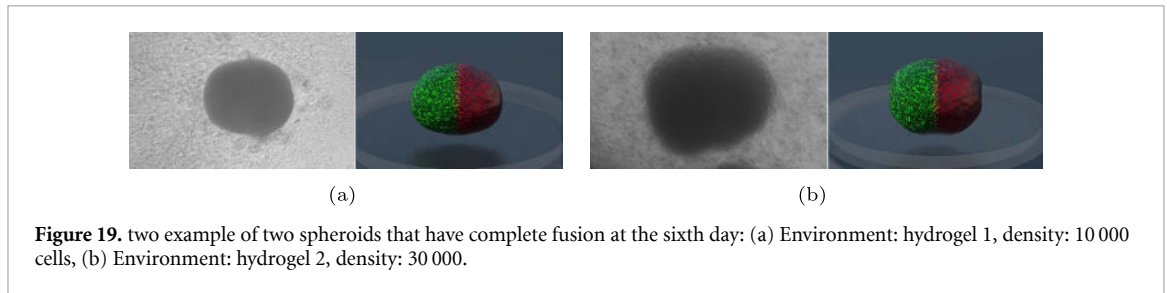 (a)
(b)
Figure 19. two example of two spheroids that have complete fusion at the sixth day: (a) Environment: hydrogel 1, density: 10 000
cells, (b) Environment: hydrogel 2, density: 30 000.